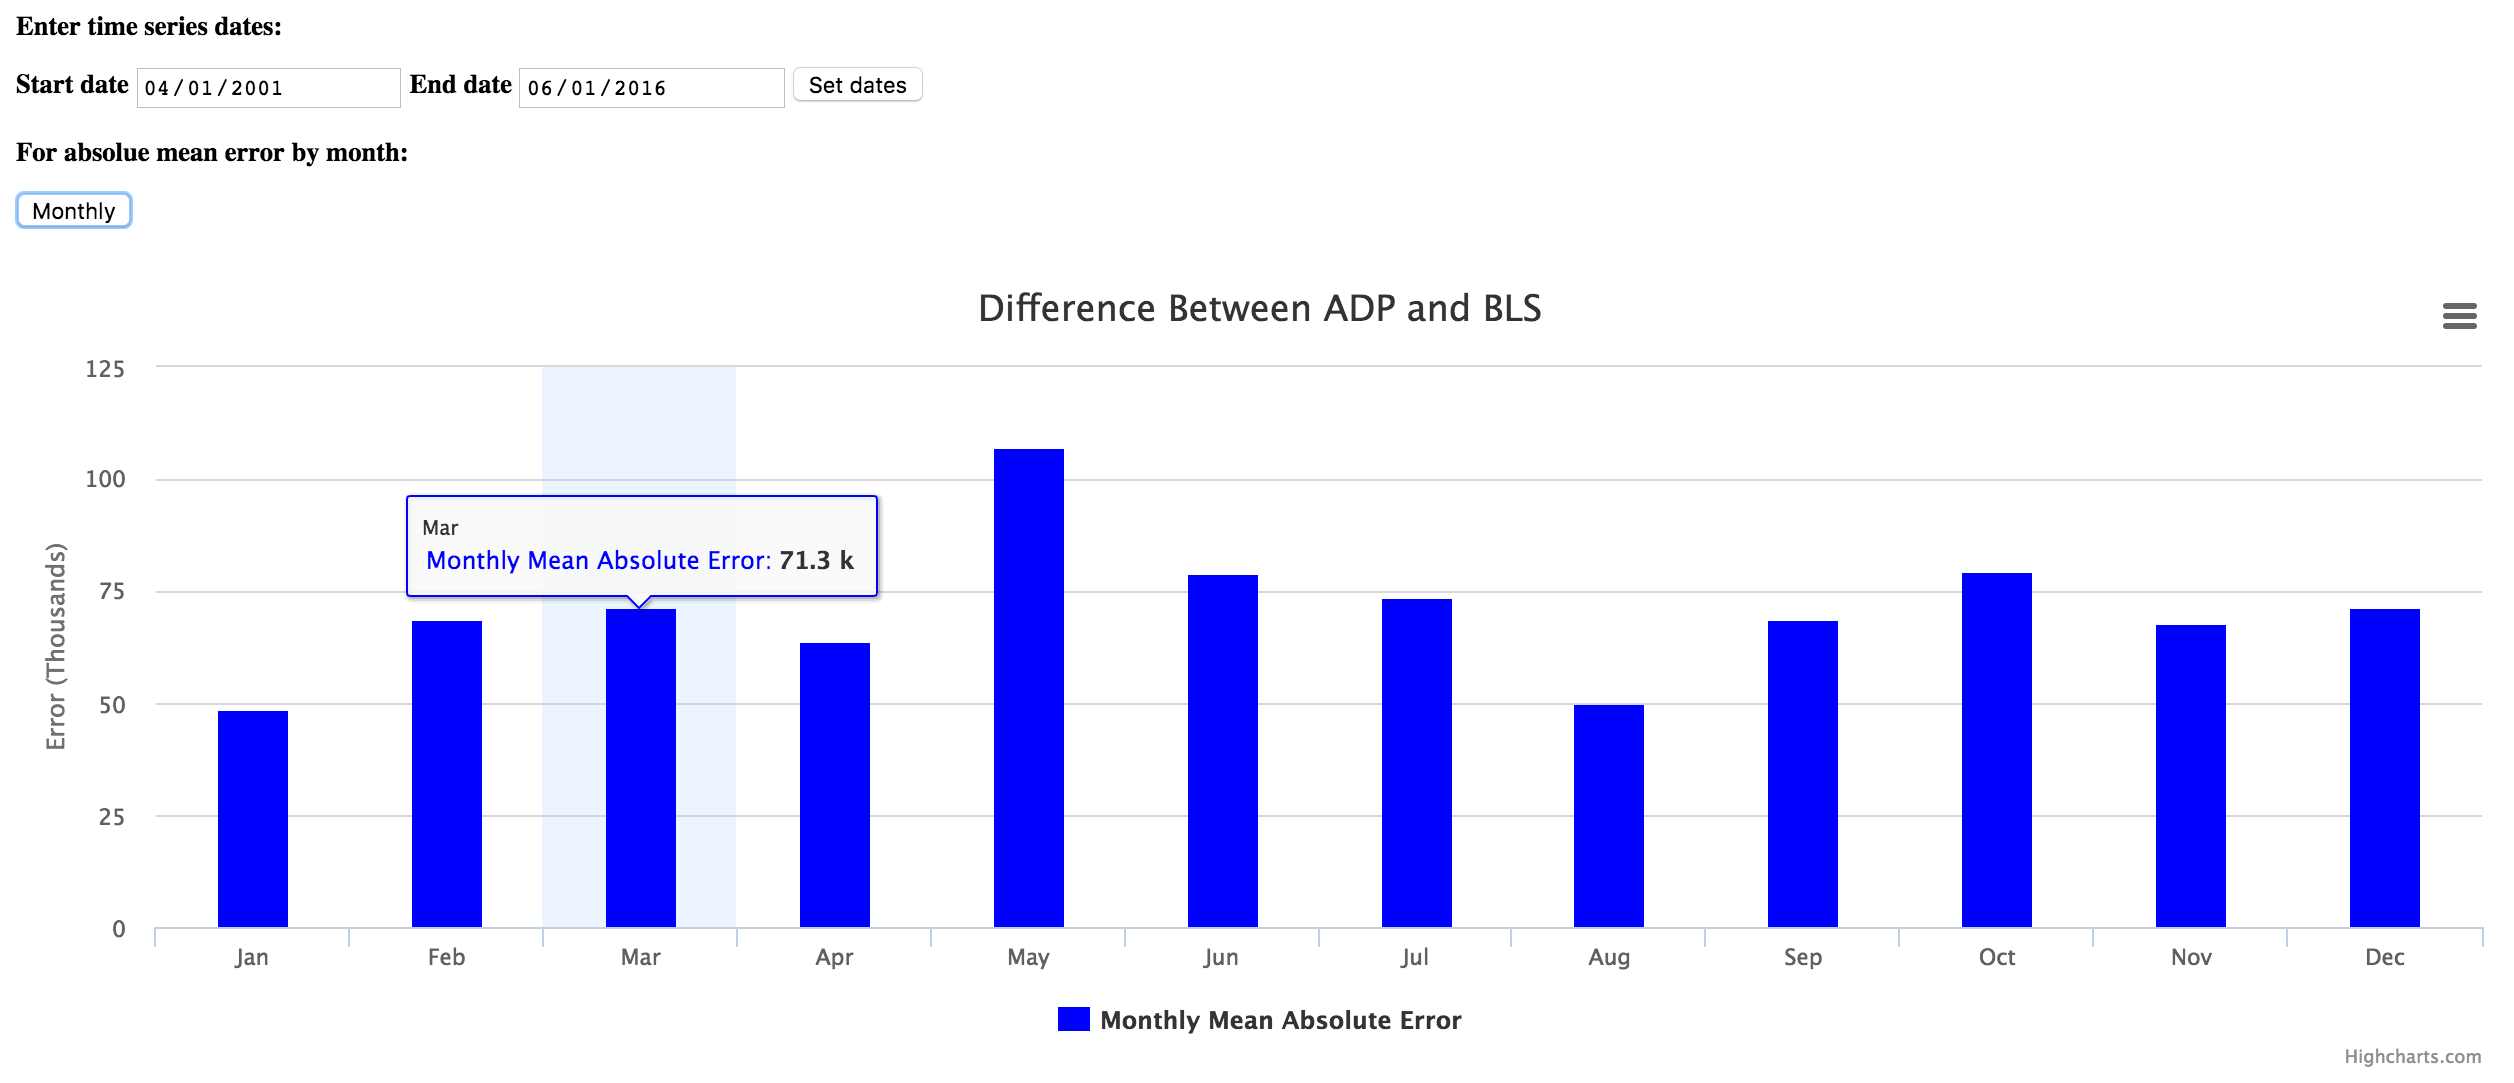 Enter time series dates:
Start date 04/01/2001 End date 06/01/2016 Set dates
For absolue mean error by month:
Monthly
Difference Between ADP and BLS
125
100
75
50
25
0
Error (Thousands)
Mar
Monthly Mean Absolute Error: 71.3 k
Jan Feb Mar Apr May Jun Jul Aug Sep Oct Nov Dec
Monthly Mean Absolute Error
Highcharts.com